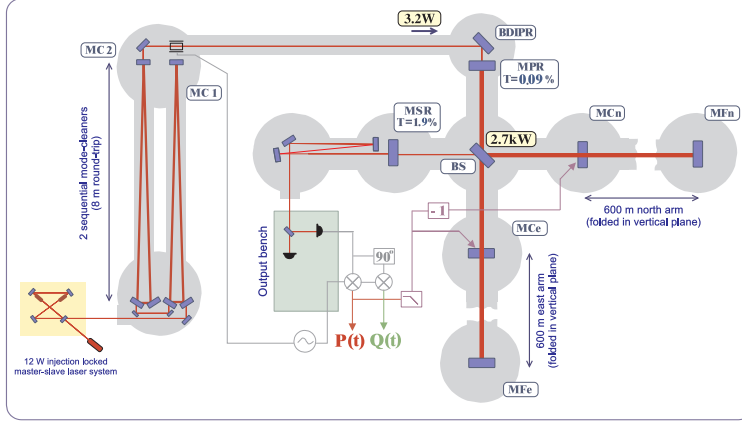 3.2W
BDIPR
MC 2
MPR
T=0.09 %
MC 1
MSR
T=1.9%
MCn
MFn
2.7kW
BS
2 sequential mode-cleaners
(8 m round-trip)
600 m north arm
(folded in vertical plane)
- 1
MCe
Output bench
90°
600 m east arm
(folded in vertical plane)
P(t)
Q(t)
12 W injection locked
master-slave laser system
MFe